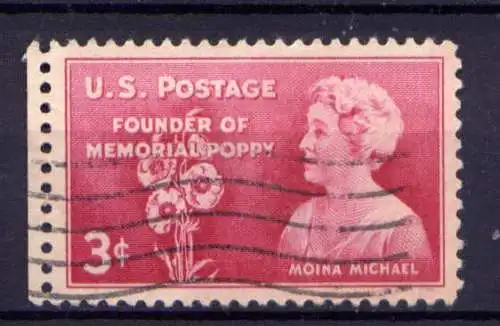 U.S. POSTAGE
FOUNDER OF
MEMORIAL POPPY
3¢
MOINA MICHAEL